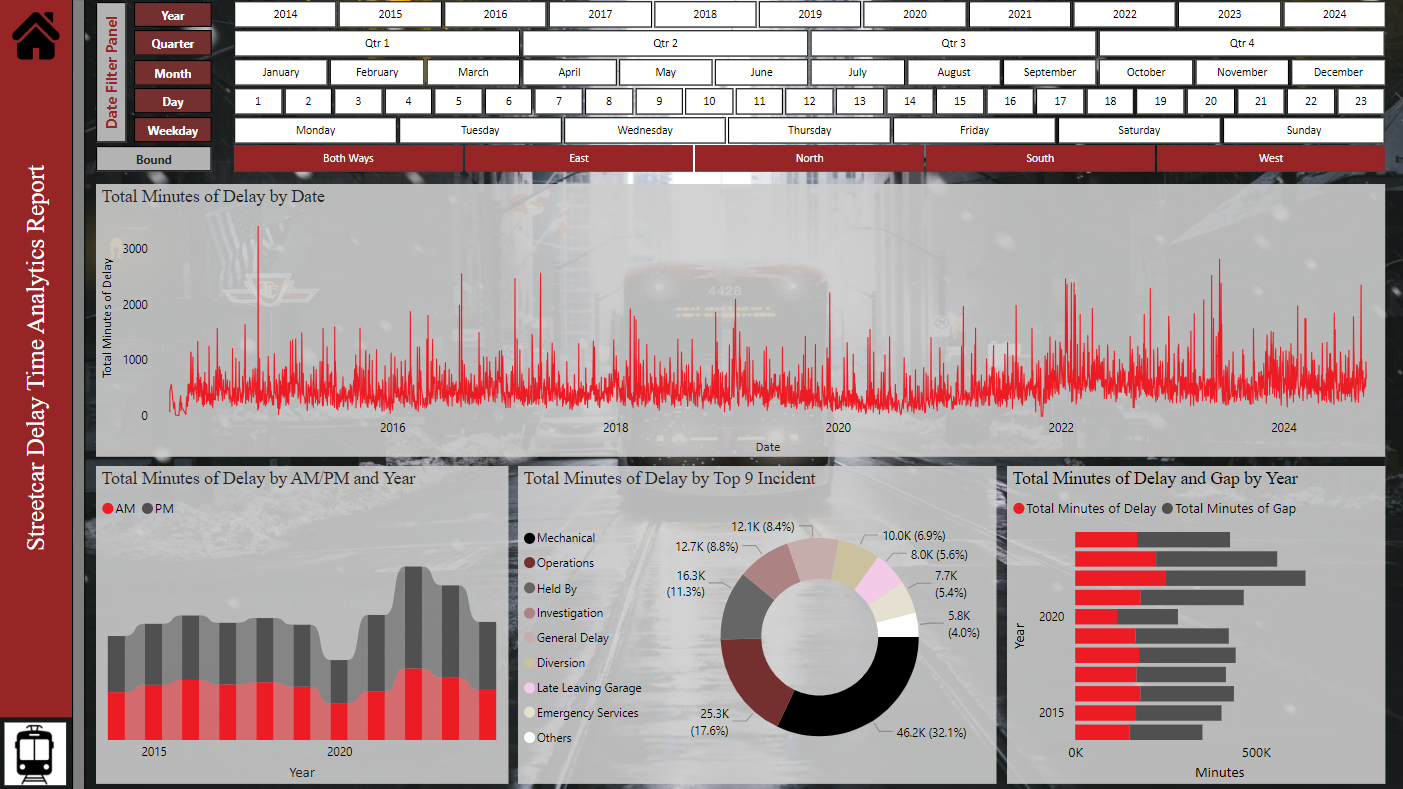 Streetcar Delay Time Analytics Report
Date Filter Panel
Year 2014 2015 2016 2017 2018 2019 2020 2021 2022 2023 2024
Quarter Qtr 1 Qtr 2 Qtr 3 Qtr 4
Month January February March April May June July August September October November December
Day 1 2 3 4 5 6 7 8 9 10 11 12 13 14 15 16 17 18 19 20 21 22 23
Weekday Monday Tuesday Wednesday Thursday Friday Saturday Sunday
Bound Both Ways East North South West
Total Minutes of Delay by Date
Total Minutes of Delay
3000
2000
1000
0
4428
2016 2018 2020 2022 2024
Date
Total Minutes of Delay by AM/PM and Year
AM PM
2015 2020
Year
Total Minutes of Delay by Top 9 Incident
Mechanical
Operations
Held By
Investigation
General Delay
Diversion
Late Leaving Garage
Emergency Services
Others
12.1K (8.4%)
12.7K (8.8%)
16.3K
(11.3%)
25.3K
(17.6%)
10.0K (6.9%)
8.0K (5.6%)
7.7K
(5.4%)
5.8K
(4.0%)
46.2K (32.1%)
Total Minutes of Delay and Gap by Year
Total Minutes of Delay Total Minutes of Gap
Year
2020
2015
0K 500K
Minutes